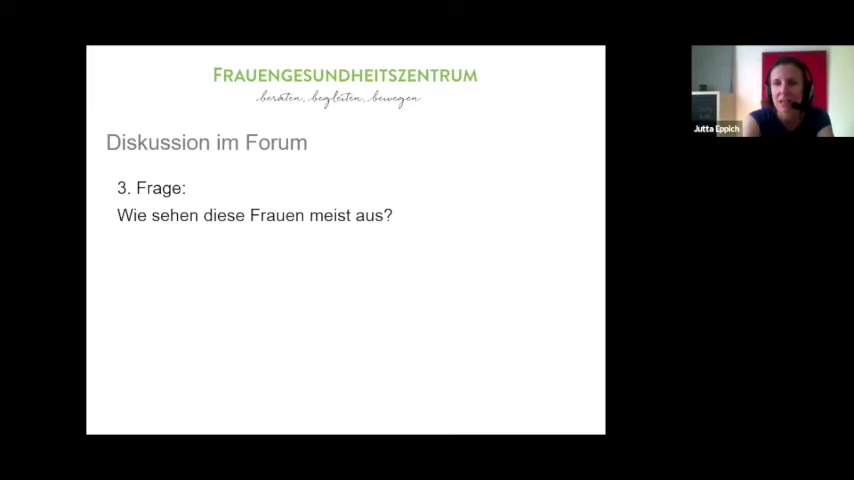 FRAUENGESUNDHEITSZENTRUM
beraten, begleiten, bewegen
Diskussion im Forum
3. Frage:
Wie sehen diese Frauen meist aus?
Jutta Eppich